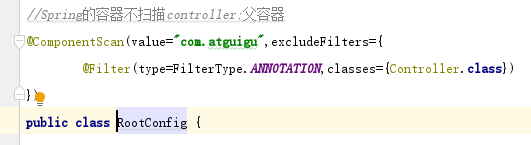 //Spring的容器不扫描controller;父容器
@ComponentScan(value="com.atguigu",excludeFilters={
@Filter(type=FilterType.ANNOTATION,classes={Controller.class})
})
public class RootConfig {